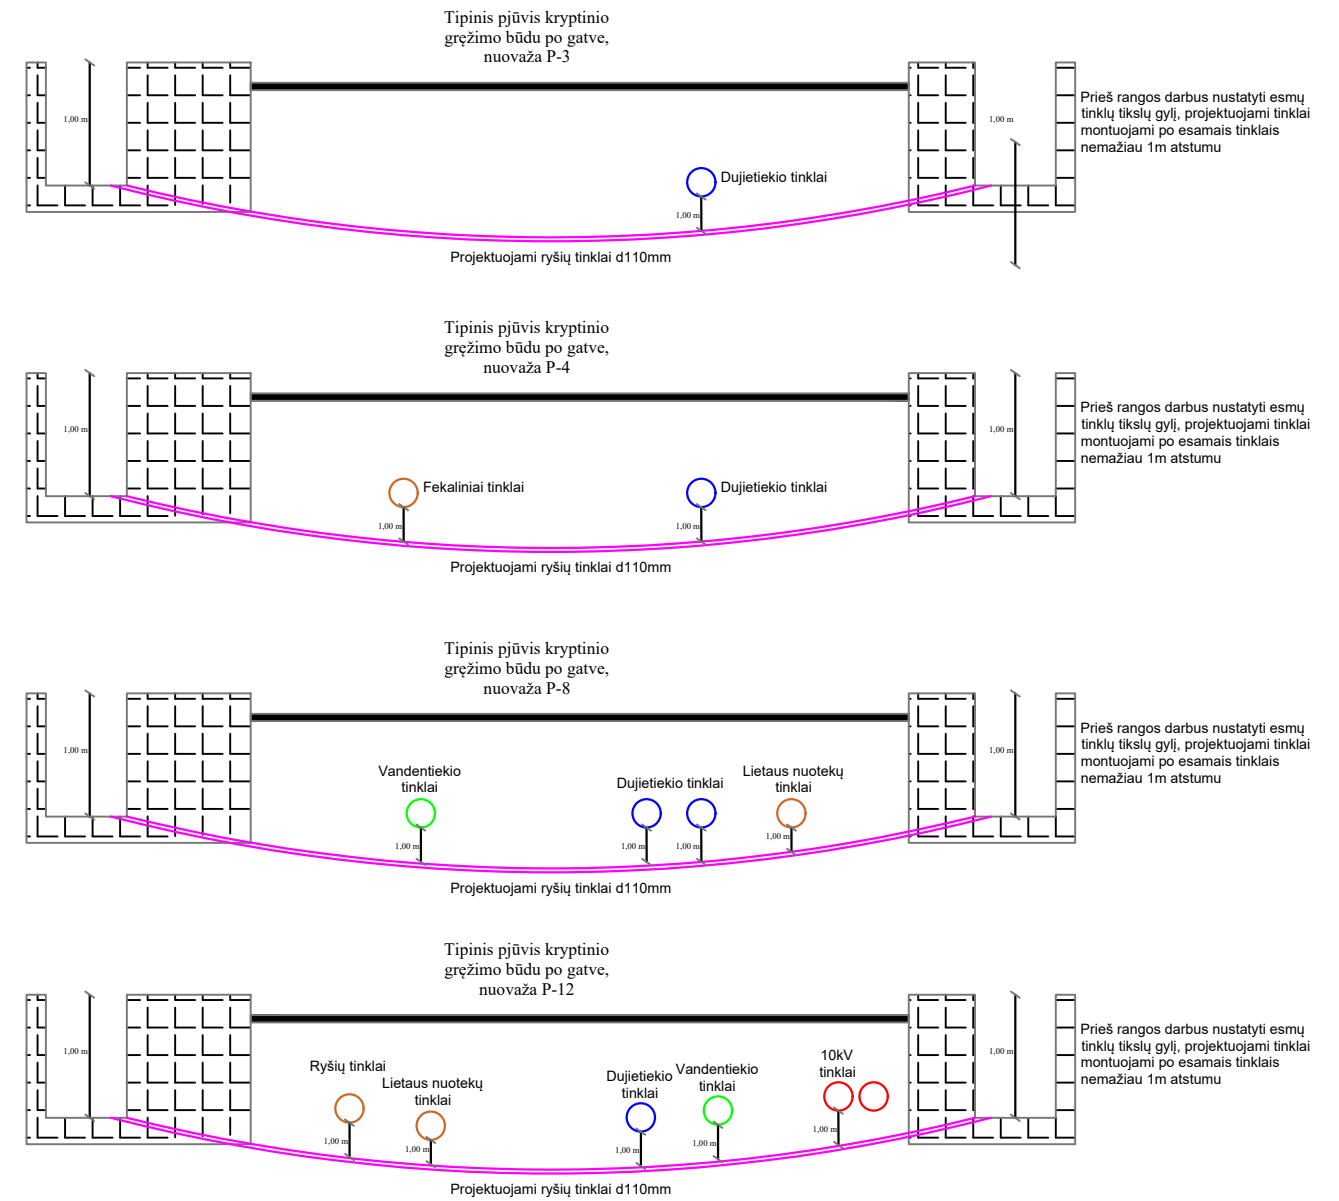 Tipinis pjūvis kryptinio
gręžimo būdu po gatve,
nuovaža P-3
1,00 m
1,00 m
Prieš rangos darbus nustatyti esmų
tinklų tikslų gylį, projektuojami tinklai
montuojami po esamais tinklais
nemažiau 1m atstumu
Dujietiekio tinklai
1,00 m
Projektuojami ryšių tinklai d110mm
Tipinis pjūvis kryptinio
gręžimo būdu po gatve,
nuovaža P-4
1,00 m
1,00 m
Prieš rangos darbus nustatyti esmų
tinklų tikslų gylį, projektuojami tinklai
montuojami po esamais tinklais
nemažiau 1m atstumu
Fekaliniai tinklai
Dujietiekio tinklai
1,00 m
1,00 m
Projektuojami ryšių tinklai d110mm
Tipinis pjūvis kryptinio
gręžimo būdu po gatve,
nuovaža P-8
1,00 m
1,00 m
Prieš rangos darbus nustatyti esmų
tinklų tikslų gylį, projektuojami tinklai
montuojami po esamais tinklais
nemažiau 1m atstumu
Vandentiekio
tinklai
Dujietiekio tinklai
Lietaus nuotekų
tinklai
1,00 m
1,00 m
1,00 m
1,00 m
Projektuojami ryšių tinklai d110mm
Tipinis pjūvis kryptinio
gręžimo būdu po gatve,
nuovaža P-12
1,00 m
1,00 m
Prieš rangos darbus nustatyti esmų
tinklų tikslų gylį, projektuojami tinklai
montuojami po esamais tinklais
nemažiau 1m atstumu
Ryšių tinklai
Lietaus nuotekų
tinklai
Dujietiekio
tinklai
Vandentiekio
tinklai
10kV
tinklai
1,00 m
1,00 m
1,00 m
1,00 m
1,00 m
Projektuojami ryšių tinklai d110mm